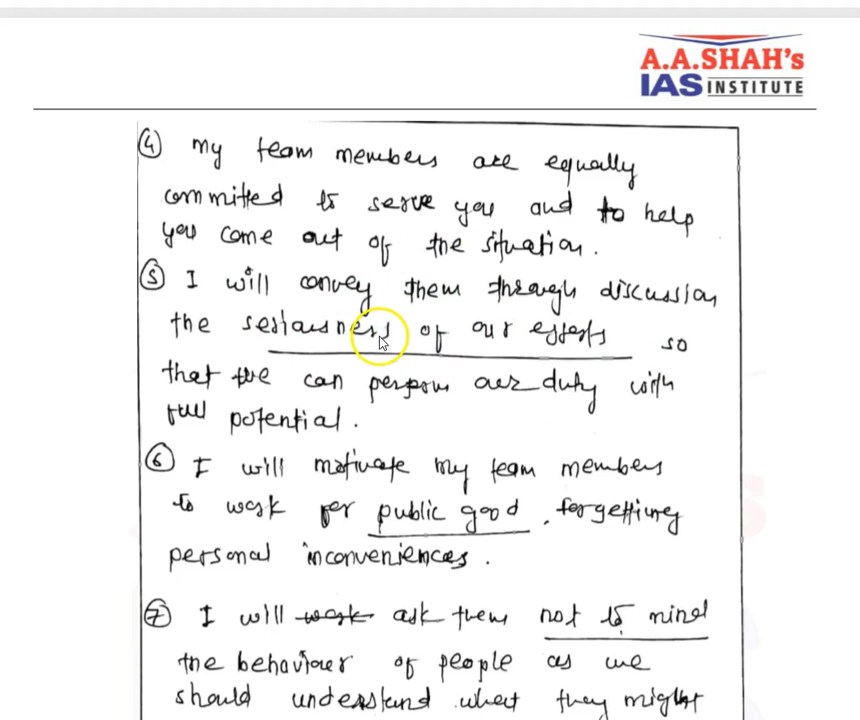 A.A.SHAH's
IAS INSTITUTE
④ My team members are equally
committed to serve you and to help
you come out of the situation.
⑤ I will convey them through discussion
the seriousness of our efforts so
that we can perform our duty with
full potential.
⑥ I will motivate my team members
to work for public good, forgetting
personal inconveniences.
⑦ I will work ask them not to mind
the behaviour of people as we
should understand what they might